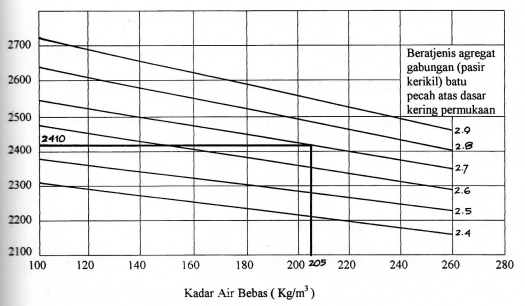 2700
2600
2500
2400
2300
2200
2100
2410
Beratjenis agregat
gabungan (pasir
kerikil) batu
pecah atas dasar
kering permukaan
2.9
2.8
2.7
2.6
2.5
2.4
100 120 140 160 180 200 205 220 240 260 280
Kadar Air Bebas ( Kg/m³ )